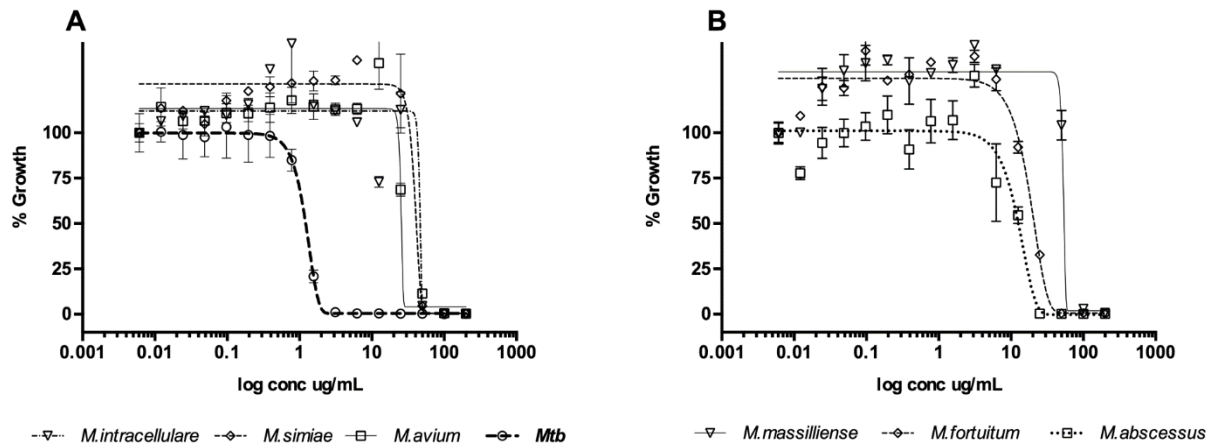 A
% Growth
100
75
50
25
0
0.001
0.01
0.1
1
10
100
1000
log conc ug/mL
M.intracellulare
M.simiae
M.avium
Mtb
B
% Growth
100
75
50
25
0
0.001
0.01
0.1
1
10
100
1000
log conc ug/mL
M.massilliense
M.fortuitum
M.abscessus